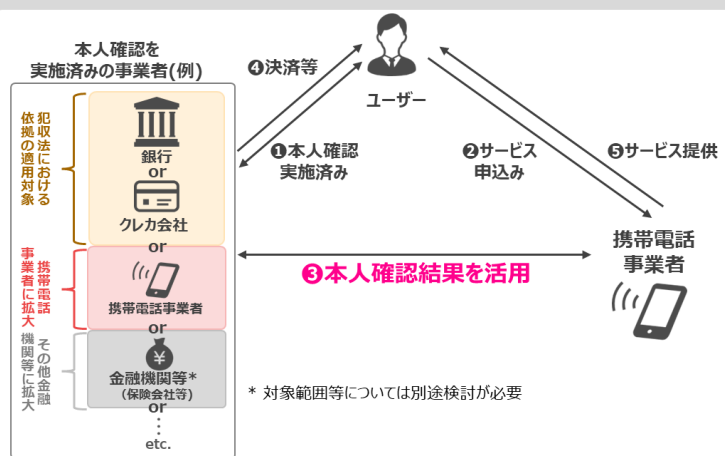 本人確認を
実施済みの事業者(例)
犯収法における
依拠の適用対象
銀行
or
クレカ会社
or
携帯電話
事業者に拡大
携帯電話事業者
or
その他金融
機関等に拡大
金融機関等*
(保険会社等)
or
⋮
etc.
❹決済等
ユーザー
❶本人確認
実施済み
❷サービス
申込み
❺サービス提供
❸本人確認結果を活用
携帯電話
事業者
* 対象範囲等については別途検討が必要